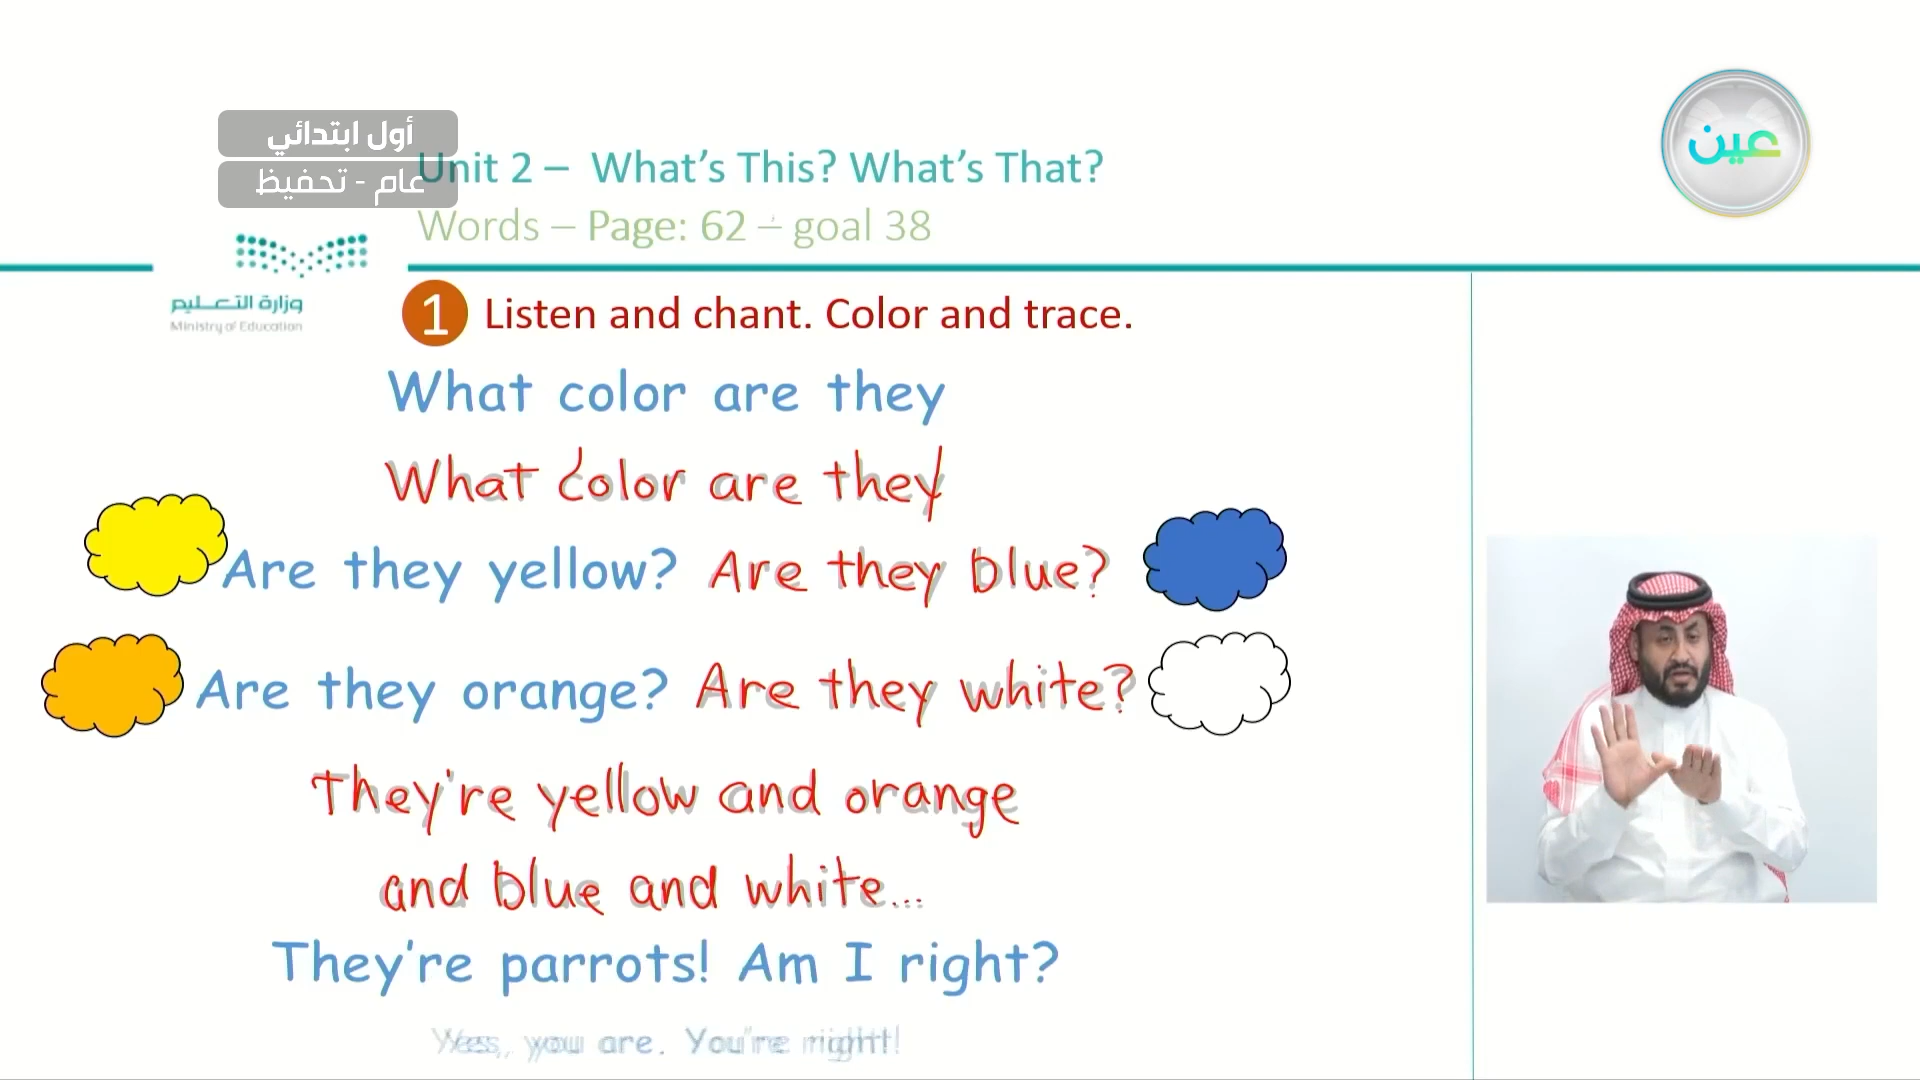 أول ابتدائي
عام - تحفيظ
عين
Unit 2 – What's This? What's That?
Words – Page: 62 – goal 38
وزارة التعليم
Ministry of Education
1 Listen and chant. Color and trace.
What color are they
What color are they
Are they yellow? Are they blue?
Are they orange? Are they white?
They're yellow and orange
and blue and white...
They're parrots! Am I right?
Yes, you are. You're right!